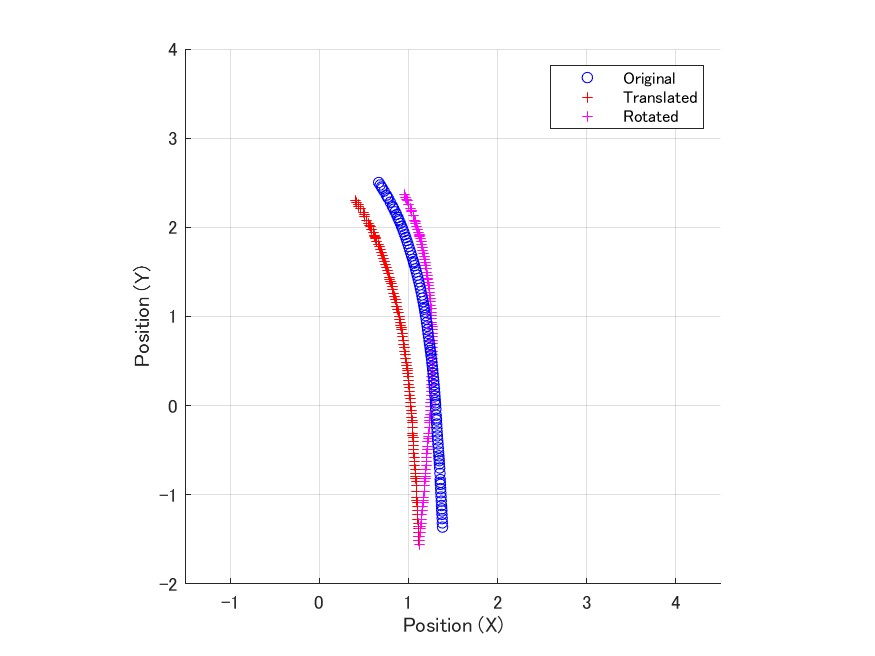 4
Original
Translated
Rotated
3
2
1
0
-1
-2
Position (Y)
-1 0 1 2 3 4
Position (X)